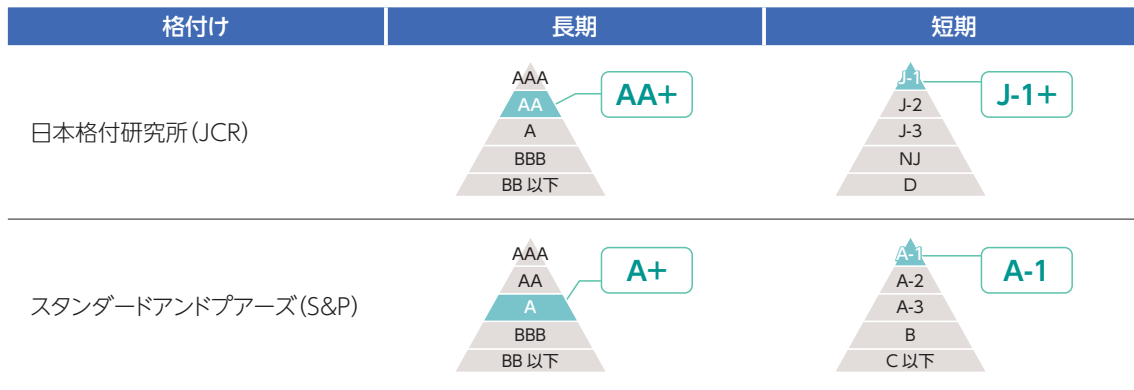 格付け 長期 短期
日本格付研究所(JCR)
AAA
AA
A
BBB
BB 以下
AA+
J-1
J-2
J-3
NJ
D
J-1+
スタンダードアンドプアーズ(S&P)
AAA
AA
A
BBB
BB 以下
A+
A-1
A-2
A-3
B
C 以下
A-1